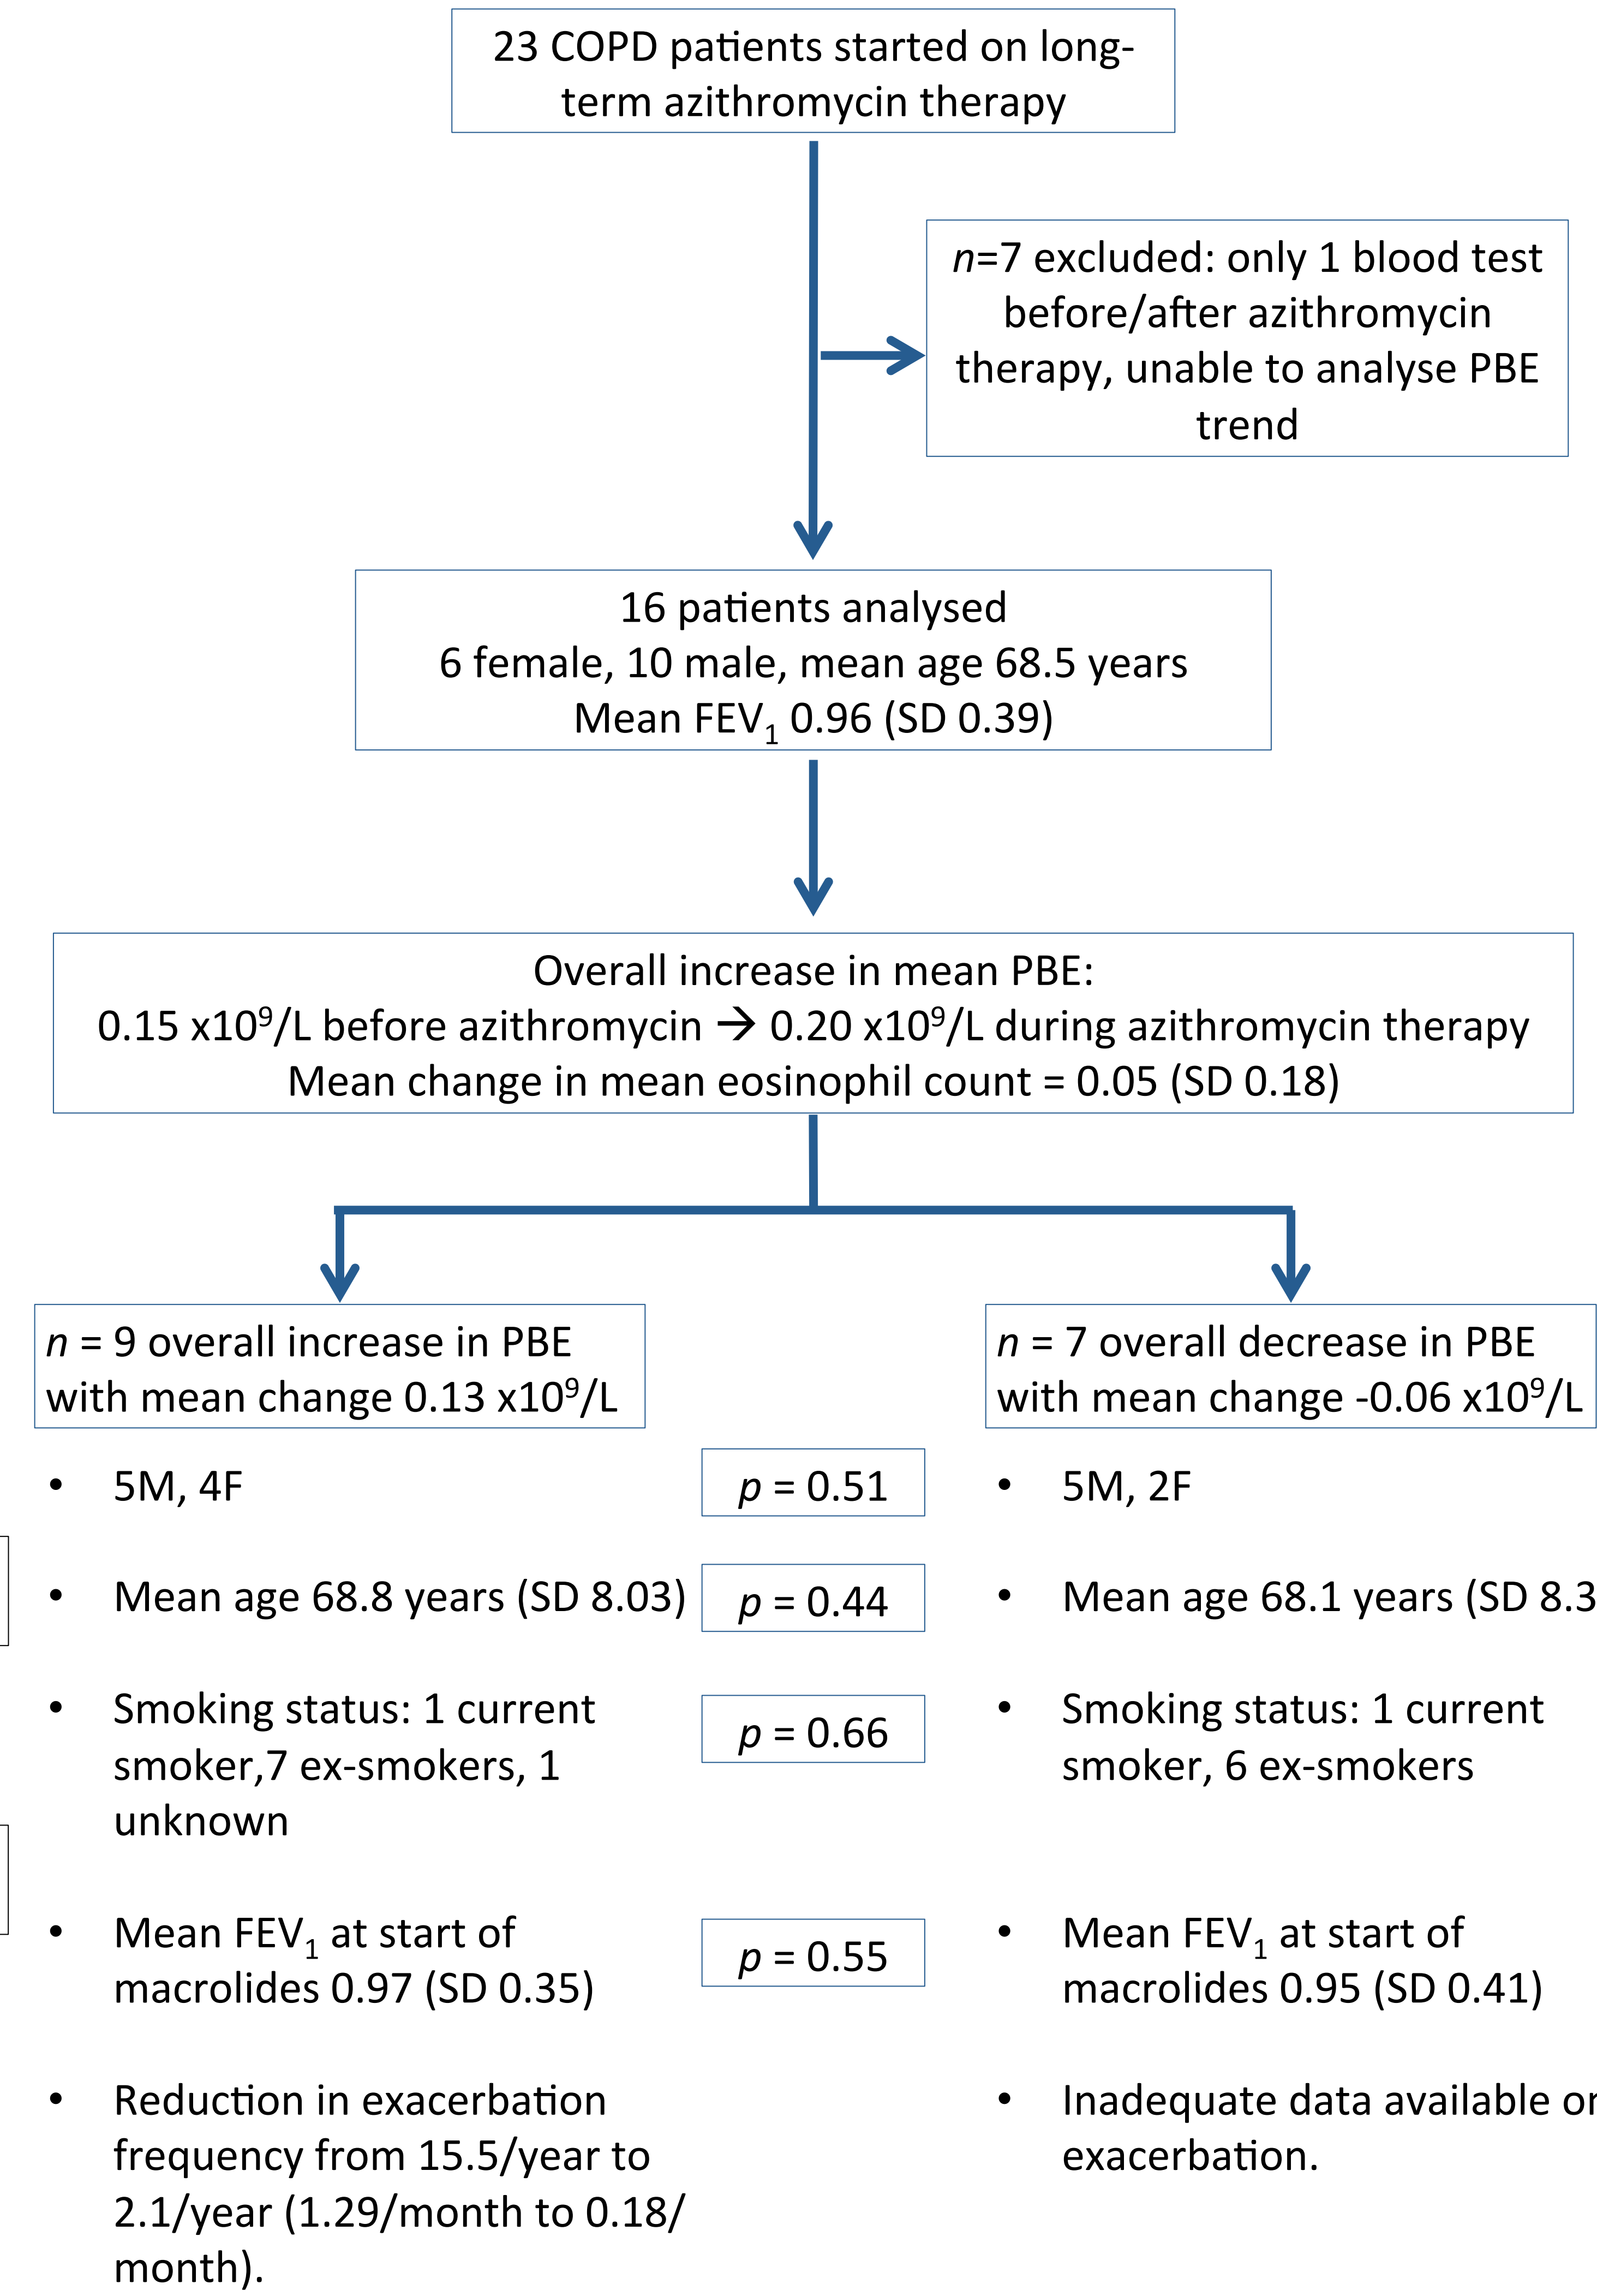 23 COPD patients started on long-
term azithromycin therapy
n=7 excluded: only 1 blood test
before/after azithromycin
therapy, unable to analyse PBE
trend
16 patients analysed
6 female, 10 male, mean age 68.5 years
Mean FEV₁ 0.96 (SD 0.39)
Overall increase in mean PBE:
0.15 x10⁹/L before azithromycin → 0.20 x10⁹/L during azithromycin therapy
Mean change in mean eosinophil count = 0.05 (SD 0.18)
n = 9 overall increase in PBE
with mean change 0.13 x10⁹/L
• 5M, 4F
• Mean age 68.8 years (SD 8.03)
• Smoking status: 1 current
smoker,7 ex-smokers, 1
unknown
• Mean FEV₁ at start of
macrolides 0.97 (SD 0.35)
• Reduction in exacerbation
frequency from 15.5/year to
2.1/year (1.29/month to 0.18/
month).
p = 0.51
p = 0.44
p = 0.66
p = 0.55
n = 7 overall decrease in PBE
with mean change -0.06 x10⁹/L
• 5M, 2F
• Mean age 68.1 years (SD 8.3
• Smoking status: 1 current
smoker, 6 ex-smokers
• Mean FEV₁ at start of
macrolides 0.95 (SD 0.41)
• Inadequate data available
exacerbation.